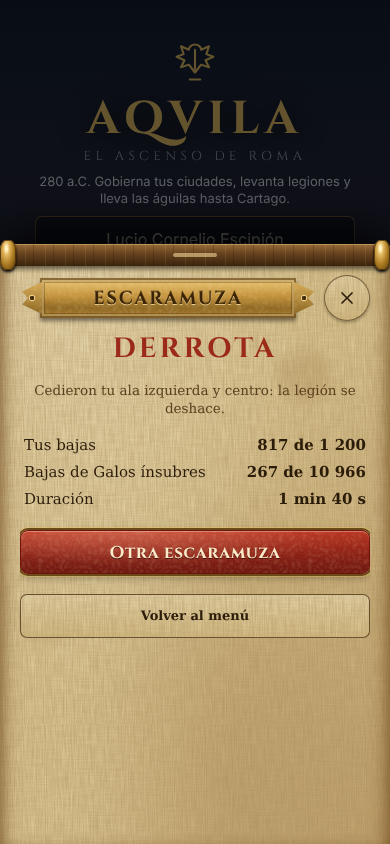 AQVILA
EL ASCENSO DE ROMA
280 a.C. Gobierna tus ciudades, levanta legiones y
lleva las águilas hasta Cartago.
Lucio Cornelio Escipión
ESCARAMUZA
DERROTA
Cedieron tu ala izquierda y centro: la legión se
deshace.
Tus bajas 817 de 1 200
Bajas de Galos ínsubres 267 de 10 966
Duración 1 min 40 s
OTRA ESCARAMUZA
Volver al menú